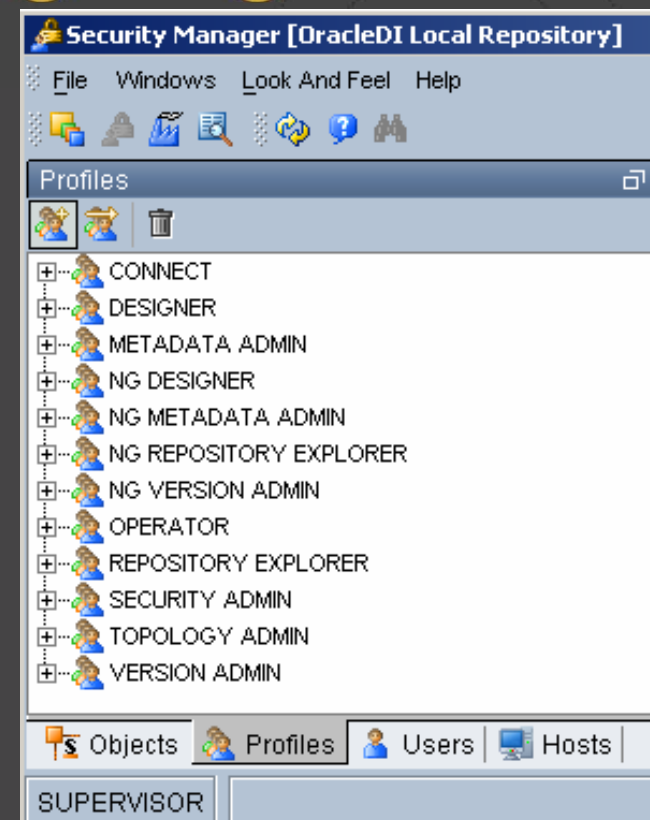 Security Manager [OracleDI Local Repository]
File Windows Look And Feel Help
Profiles
CONNECT
DESIGNER
METADATA ADMIN
NG DESIGNER
NG METADATA ADMIN
NG REPOSITORY EXPLORER
NG VERSION ADMIN
OPERATOR
REPOSITORY EXPLORER
SECURITY ADMIN
TOPOLOGY ADMIN
VERSION ADMIN
Objects Profiles Users Hosts
SUPERVISOR